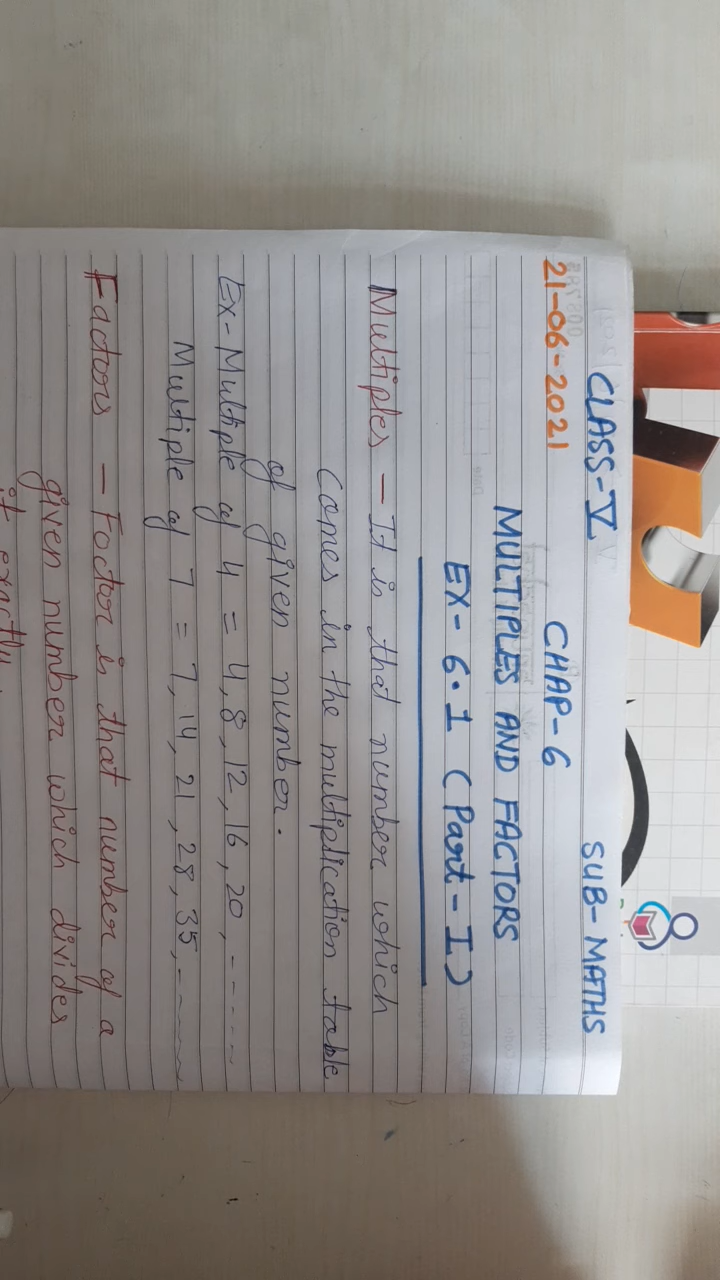 CLASS-V SUB-MATHS
21-06-2021 CHAP-6
MULTIPLES AND FACTORS
EX-6.1 (Part-I)
Multiples - It is that number which
comes in the multiplication table
of given number.
Ex-Multiple of 4 = 4,8,12,16,20,-----
Multiple of 7 = 7,14,21,28,35,-----
Factors - Factor is that number of a
given number which divides
it exactly.